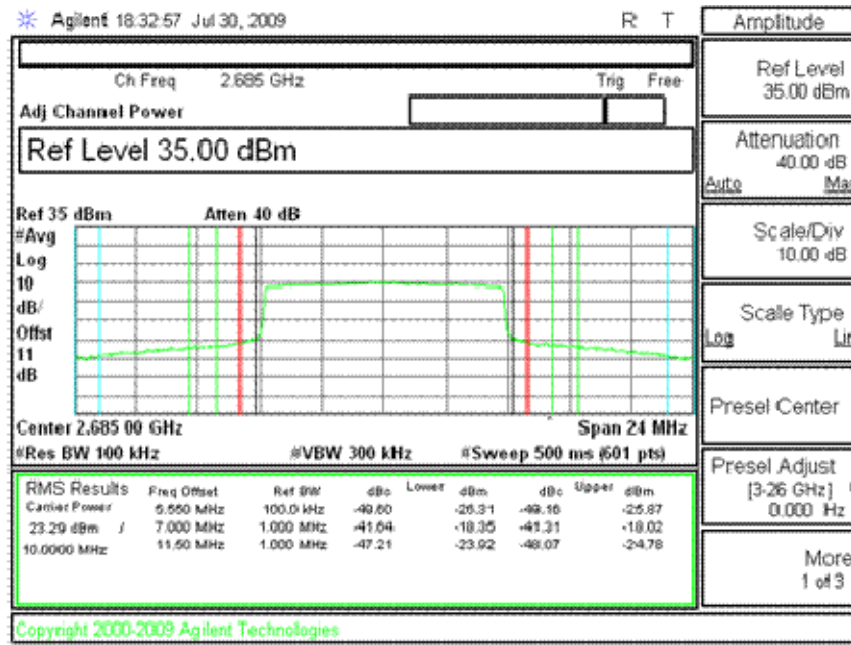 Agilent 18:32:57 Jul 30, 2009 R T
Ch Freq 2.685 GHz Trig Free
Adj Channel Power
Ref Level 35.00 dBm
Ref 35 dBm Atten 40 dB
#Avg
Log
10
dB/
Offst
11
dB
Center 2.685 00 GHz Span 24 MHz
#Res BW 100 kHz #VBW 300 kHz #Sweep 500 ms (601 pts)
RMS Results Freq Offset Ref BW dBc Lower dBm dBc Upper dBm
Carrier Power 5.550 MHz 100.0 kHz -49.60 -26.31 -49.16 -25.87
23.29 dBm / 7.000 MHz 1.000 MHz -41.64 -18.35 -41.31 -18.02
10.0000 MHz 11.50 MHz 1.000 MHz -47.21 -23.92 -48.07 -24.78
Copyright 2000-2009 Agilent Technologies
Amplitude
Ref Level
35.00 dBm
Attenuation
40.00 dB
Auto Ma
Scale/Div
10.00 dB
Scale Type
Log Li
Presel Center
Presel Adjust
[3-26 GHz]
0.000 Hz
More
1 of 3